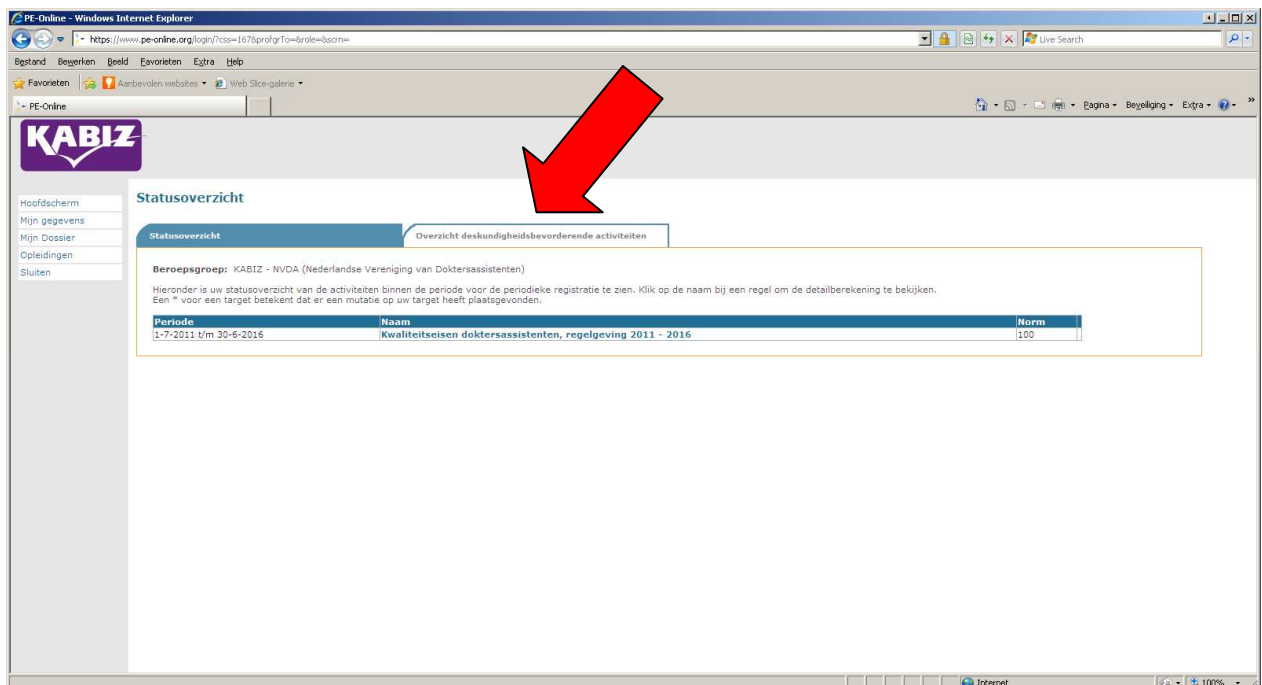 PE-Online - Windows Internet Explorer
https://www.pe-online.org/login/?css=167&profgrTo=&role=&scrn=
Live Search
Bestand Bewerken Beeld Favorieten Extra Help
Favorieten Aanbevolen websites Web Slice-galerie
PE-Online
Pagina Beveiliging Extra
KABIZ
Statusoverzicht
Hoofdscherm
Mijn gegevens
Mijn Dossier
Opleidingen
Sluiten
Statusoverzicht Overzicht deskundigheidsbevorderende activiteiten
Beroepsgroep: KABIZ - NVDA (Nederlandse Vereniging van Doktersassistenten)
Hieronder is uw statusoverzicht van de activiteiten binnen de periode voor de periodieke registratie te zien. Klik op de naam bij een regel om de detailberekening te bekijken.
Een * voor een target betekent dat er een mutatie op uw target heeft plaatsgevonden.
Periode Naam Norm
1-7-2011 t/m 30-6-2016 Kwaliteitseisen doktersassistenten, regelgeving 2011 - 2016 100
Internet 100%